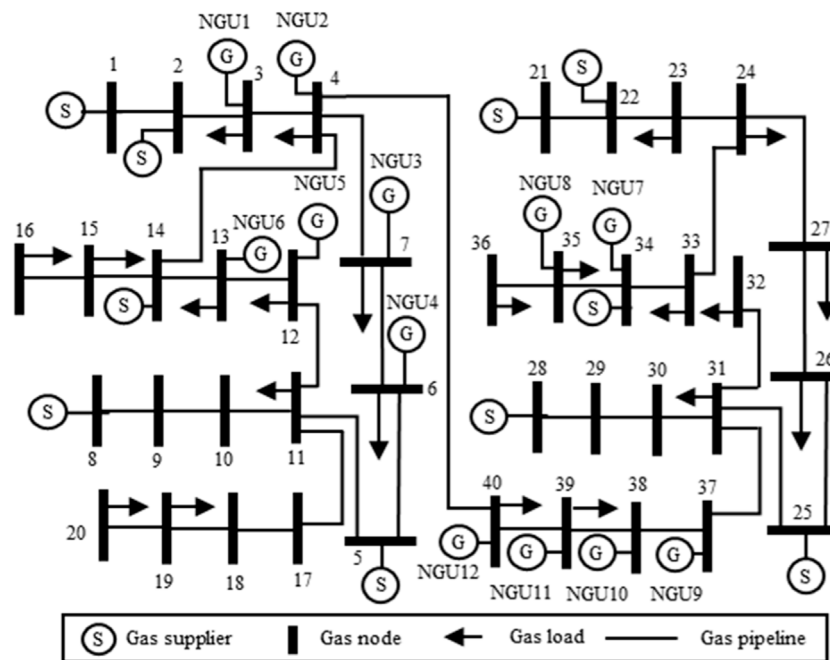 NGU1 NGU2
1 2 3 4 21 22 23 24
G G S
S S S
NGU3
NGU5 NGU8 NGU7
G G G G
16 15 14 13 NGU6 7 36 35 34 33 32 27
G
S 12 NGU4 S
G
28 29 30 31 26
S S
8 9 10 11 6
40 39 38 37
20 19 18 17 5 25
G G G G
NGU12 NGU11 NGU10 NGU9
S S
S Gas supplier Gas node Gas load Gas pipeline